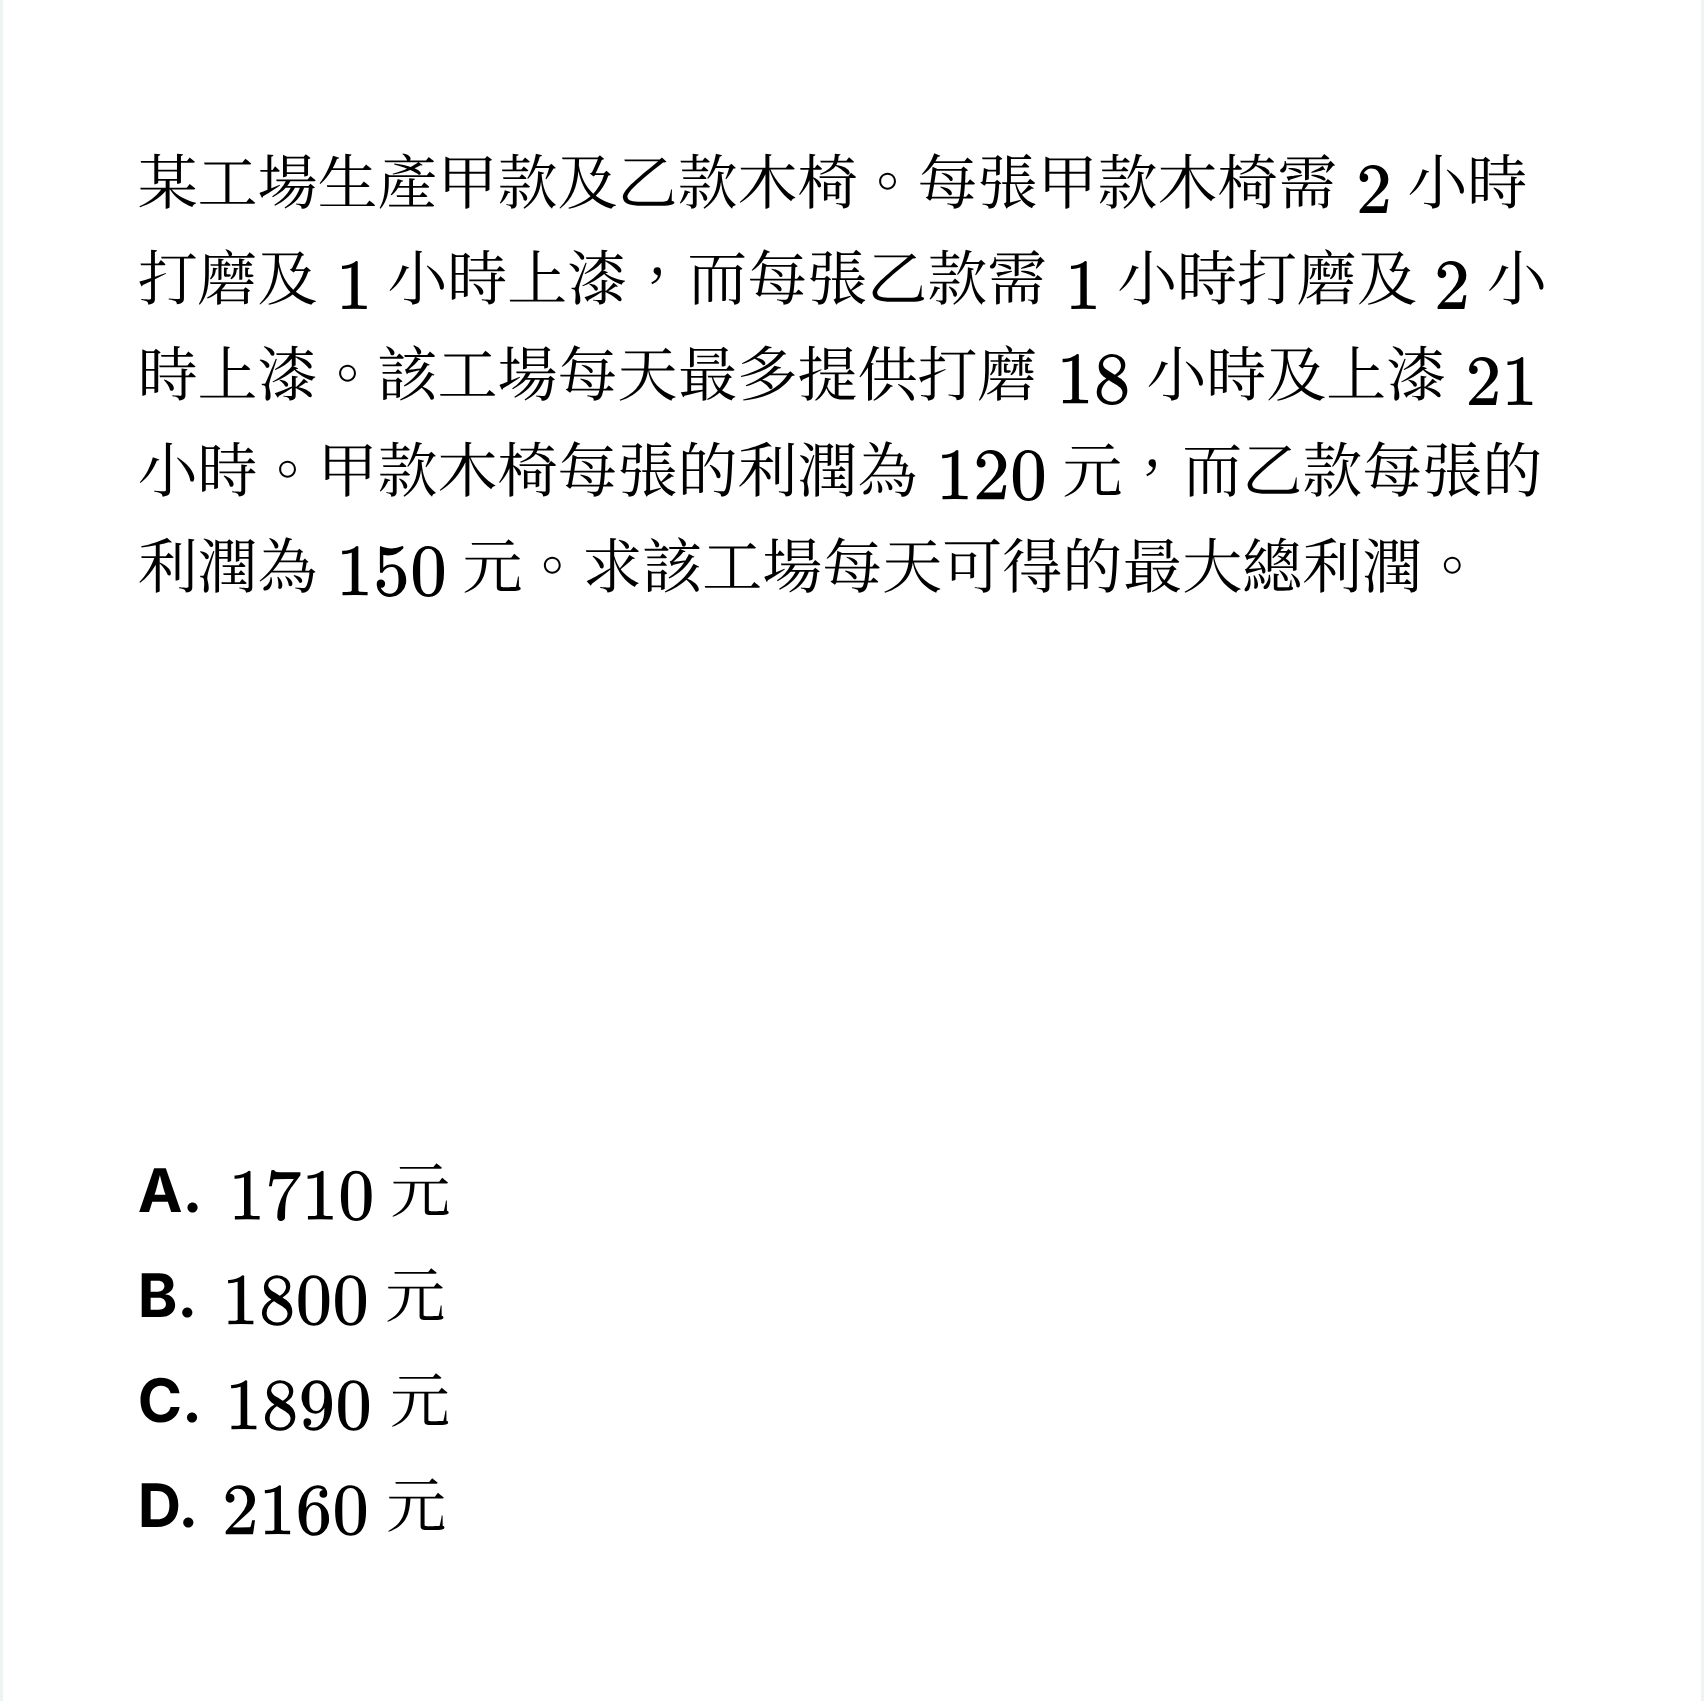 某工場生產甲款及乙款木椅。每張甲款木椅需 2 小時
打磨及 1 小時上漆，而每張乙款需 1 小時打磨及 2 小
時上漆。該工場每天最多提供打磨 18 小時及上漆 21
小時。甲款木椅每張的利潤為 120 元，而乙款每張的
利潤為 150 元。求該工場每天可得的最大總利潤。
A. 1710 元
B. 1800 元
C. 1890 元
D. 2160 元